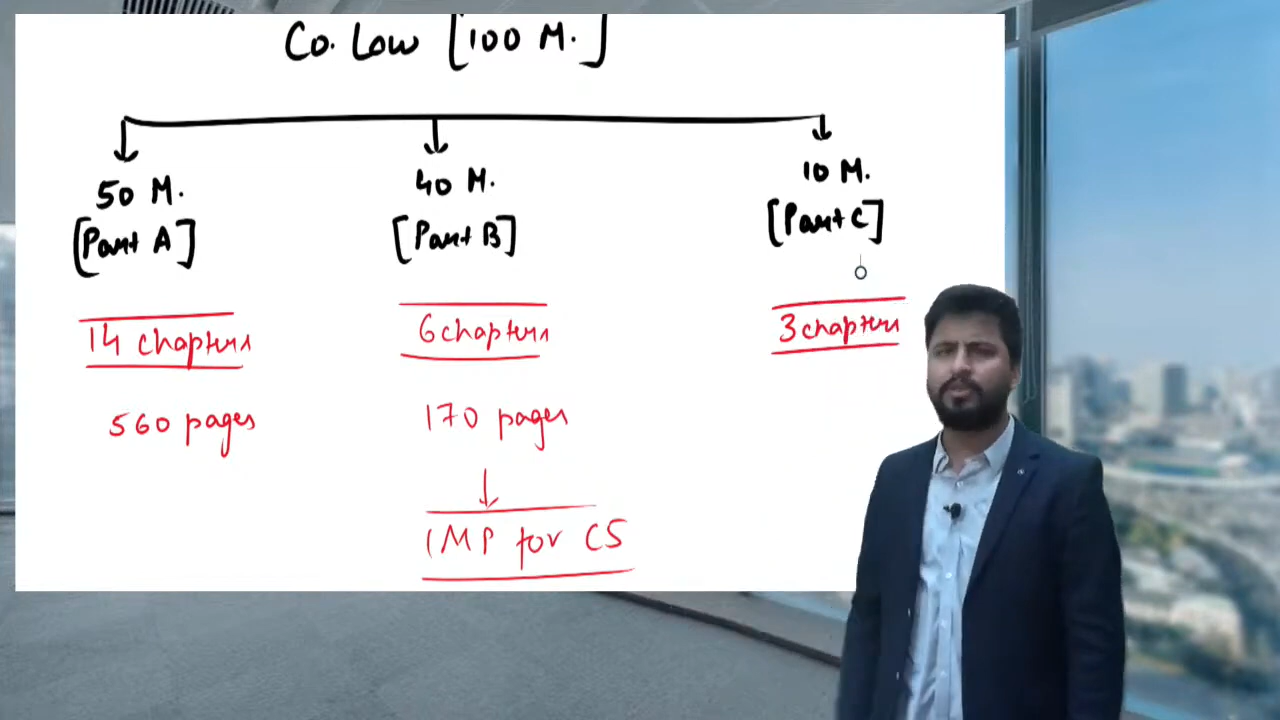 Co. Law [100 M.]
50 M.
[Part A]
14 chapters
560 pages
40 M.
[Part B]
6 chapters
170 pages
IMP for CS
10 M.
[Part C]
3 chapters